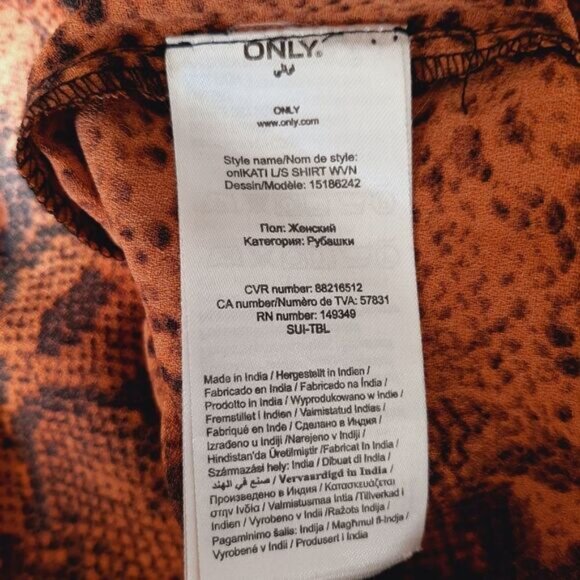 ONLY.
اونلي
ONLY
www.only.com
Style name/Nom de style:
onlKATI L/S SHIRT WVN
Dessin/Modèle: 15186242
Пол: Женский
Категория: Рубашки
CVR number: 88216512
CA number/Numèro de TVA: 57831
RN number: 149349
SUI-TBL
Made in India / Hergestellt in Indien /
Fabricado en India / Fabricado na Índia /
Prodotto in India / Wyprodukowano w Indie /
Fremstillet i Indien / Valmistatud Indias /
Fabriqué en Inde / Сделано в Индия /
Izrađeno u Indiji /Narejeno v Indiji /
Hindistan'da Üretilmiştir /Fabricat în India /
Származási hely: India / Dibuat di India /
صنع في الهند / Vervaardigd in India /
Произведено в Индия / Κατασκευάζεται
στην Ινδία / Valmistusmaa Intia /Tillverkad i
Indien / Vyrobeno v Indii /Ražots Indija /
Pagaminimo šalis: Indija / Magħmul fl-Indja /
Vyrobené v Indii / Produsert i India